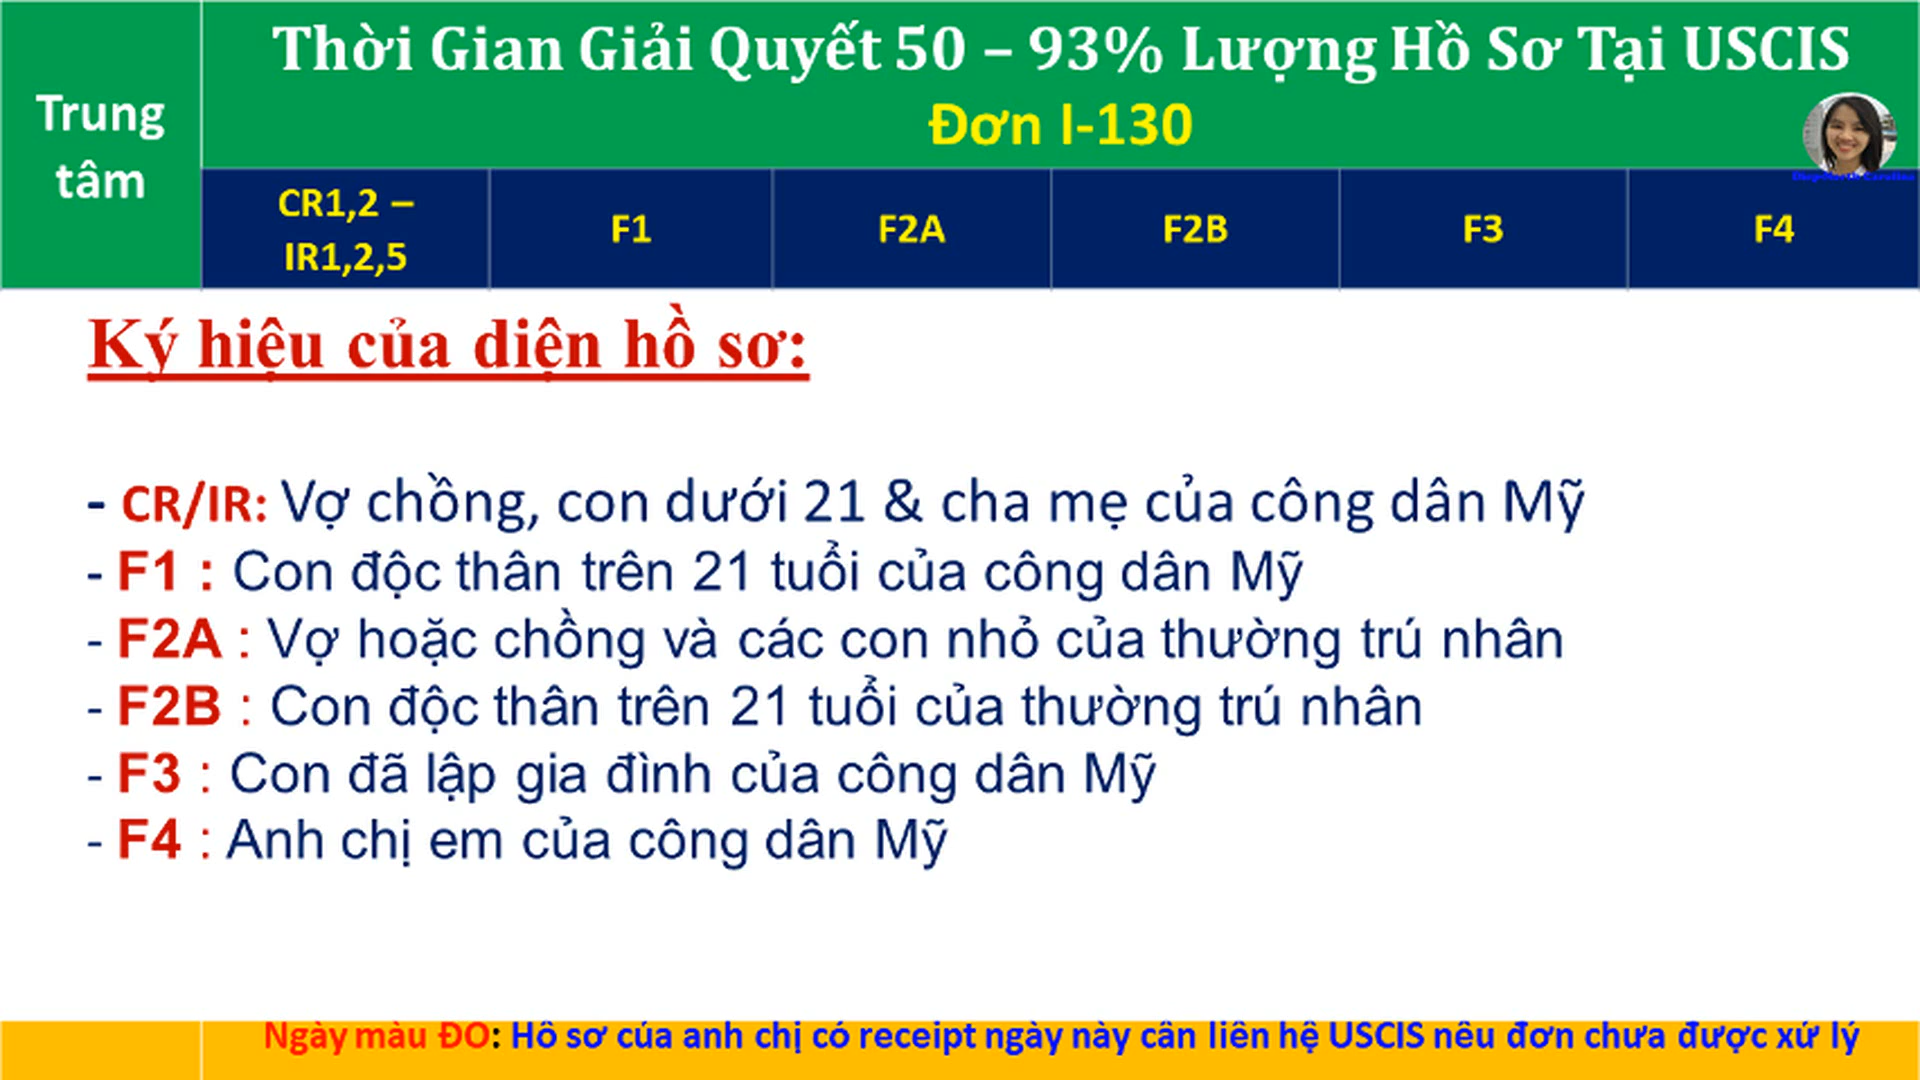 Trung
tâm
Thời Gian Giải Quyết 50 – 93% Lượng Hồ Sơ Tại USCIS
Đơn I-130
CR1,2 –
IR1,2,5
F1
F2A
F2B
F3
F4
Ký hiệu của diện hồ sơ:
- CR/IR: Vợ chồng, con dưới 21 & cha mẹ của công dân Mỹ
- F1 : Con độc thân trên 21 tuổi của công dân Mỹ
- F2A : Vợ hoặc chồng và các con nhỏ của thường trú nhân
- F2B : Con độc thân trên 21 tuổi của thường trú nhân
- F3 : Con đã lập gia đình của công dân Mỹ
- F4 : Anh chị em của công dân Mỹ
Ngày màu ĐỎ: Hồ sơ của anh chị có receipt ngày này cần liên hệ USCIS nếu đơn chưa được xử lý